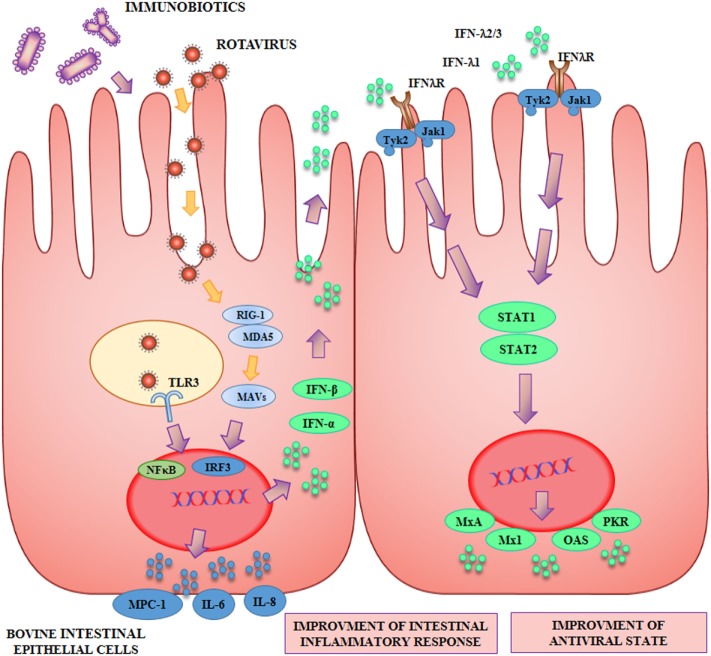 IMMUNOBIOTICS
ROTAVIRUS
IFN-λ2/3
IFN-λ1
IFNλR
IFNλR
Tyk2
Jak1
Tyk2
Jak1
RIG-1
MDA5
STAT1
STAT2
TLR3
MAVs
IFN-β
IFN-α
NFκB
IRF3
MxA
Mx1
OAS
PKR
MPC-1
IL-6
IL-8
BOVINE INTESTINAL
EPITHELIAL CELLS
IMPROVMENT OF INTESTINAL
INFLAMMATORY RESPONSE
IMPROVMENT OF
ANTIVIRAL STATE